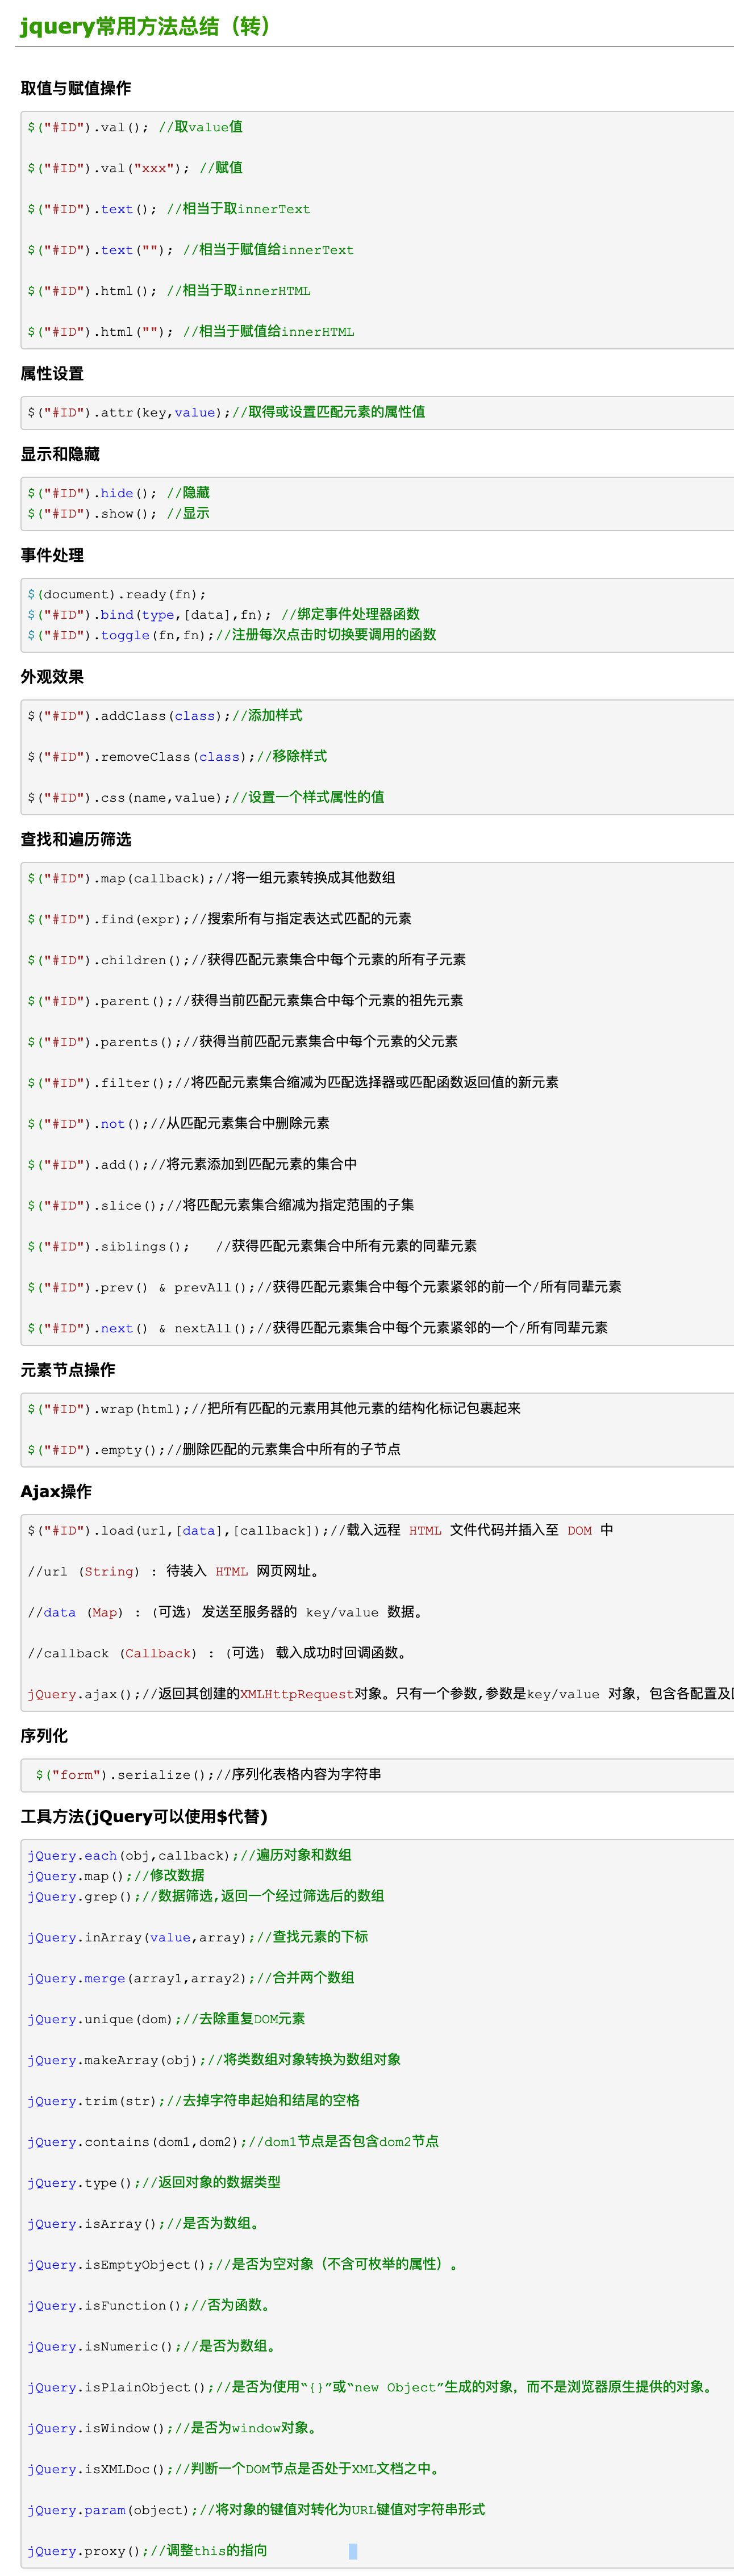 jquery常用方法总结（转）
取值与赋值操作
$("#ID").val(); //取value值
$("#ID").val("xxx"); //赋值
$("#ID").text(); //相当于取innerText
$("#ID").text(""); //相当于赋值给innerText
$("#ID").html(); //相当于取innerHTML
$("#ID").html(""); //相当于赋值给innerHTML
属性设置
$("#ID").attr(key,value);//取得或设置匹配元素的属性值
显示和隐藏
$("#ID").hide(); //隐藏
$("#ID").show(); //显示
事件处理
$(document).ready(fn);
$("#ID").bind(type,[data],fn); //绑定事件处理器函数
$("#ID").toggle(fn,fn);//注册每次点击时切换要调用的函数
外观效果
$("#ID").addClass(class);//添加样式
$("#ID").removeClass(class);//移除样式
$("#ID").css(name,value);//设置一个样式属性的值
查找和遍历筛选
$("#ID").map(callback);//将一组元素转换成其他数组
$("#ID").find(expr);//搜索所有与指定表达式匹配的元素
$("#ID").children();//获得匹配元素集合中每个元素的所有子元素
$("#ID").parent();//获得当前匹配元素集合中每个元素的祖先元素
$("#ID").parents();//获得当前匹配元素集合中每个元素的父元素
$("#ID").filter();//将匹配元素集合缩减为匹配选择器或匹配函数返回值的新元素
$("#ID").not();//从匹配元素集合中删除元素
$("#ID").add();//将元素添加到匹配元素的集合中
$("#ID").slice();//将匹配元素集合缩减为指定范围的子集
$("#ID").siblings();   //获得匹配元素集合中所有元素的同辈元素
$("#ID").prev() & prevAll();//获得匹配元素集合中每个元素紧邻的前一个/所有同辈元素
$("#ID").next() & nextAll();//获得匹配元素集合中每个元素紧邻的一个/所有同辈元素
元素节点操作
$("#ID").wrap(html);//把所有匹配的元素用其他元素的结构化标记包裹起来
$("#ID").empty();//删除匹配的元素集合中所有的子节点
Ajax操作
$("#ID").load(url,[data],[callback]);//载入远程 HTML 文件代码并插入至 DOM 中
//url (String) : 待装入 HTML 网页网址。
//data (Map) : (可选) 发送至服务器的 key/value 数据。
//callback (Callback) : (可选) 载入成功时回调函数。
jQuery.ajax();//返回其创建的XMLHttpRequest对象。只有一个参数,参数是key/value 对象，包含各配置及
序列化
$("form").serialize();//序列化表格内容为字符串
工具方法(jQuery可以使用$代替)
jQuery.each(obj,callback);//遍历对象和数组
jQuery.map();//修改数据
jQuery.grep();//数据筛选,返回一个经过筛选后的数组
jQuery.inArray(value,array);//查找元素的下标
jQuery.merge(array1,array2);//合并两个数组
jQuery.unique(dom);//去除重复DOM元素
jQuery.makeArray(obj);//将类数组对象转换为数组对象
jQuery.trim(str);//去掉字符串起始和结尾的空格
jQuery.contains(dom1,dom2);//dom1节点是否包含dom2节点
jQuery.type();//返回对象的数据类型
jQuery.isArray();//是否为数组。
jQuery.isEmptyObject();//是否为空对象（不含可枚举的属性）。
jQuery.isFunction();//否为函数。
jQuery.isNumeric();//是否为数组。
jQuery.isPlainObject();//是否为使用“{}”或“new Object”生成的对象，而不是浏览器原生提供的对象。
jQuery.isWindow();//是否为window对象。
jQuery.isXMLDoc();//判断一个DOM节点是否处于XML文档之中。
jQuery.param(object);//将对象的键值对转化为URL键值对字符串形式
jQuery.proxy();//调整this的指向